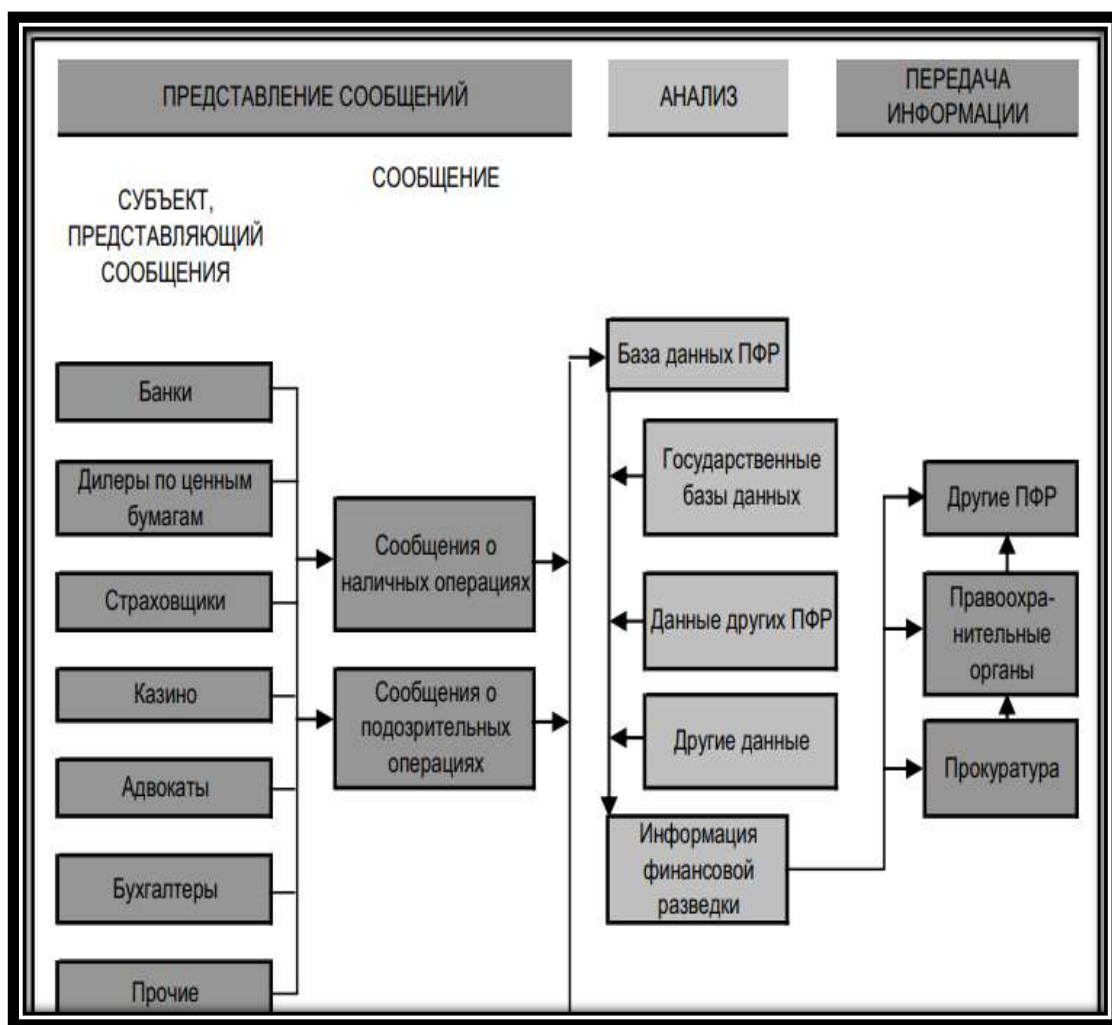 ПРЕДСТАВЛЕНИЕ СООБЩЕНИЙ
АНАЛИЗ
ПЕРЕДАЧА
ИНФОРМАЦИИ
СООБЩЕНИЕ
СУБЪЕКТ,
ПРЕДСТАВЛЯЮЩИЙ
СООБЩЕНИЯ
Банки
Дилеры по ценным
бумагам
Страховщики
Казино
Адвокаты
Бухгалтеры
Прочие
Сообщения о
наличных операциях
Сообщения о
подозрительных
операциях
База данных ПФР
Государственные
базы данных
Данные других ПФР
Другие данные
Информация
финансовой
разведки
Другие ПФР
Правоохра-
нительные
органы
Прокуратура